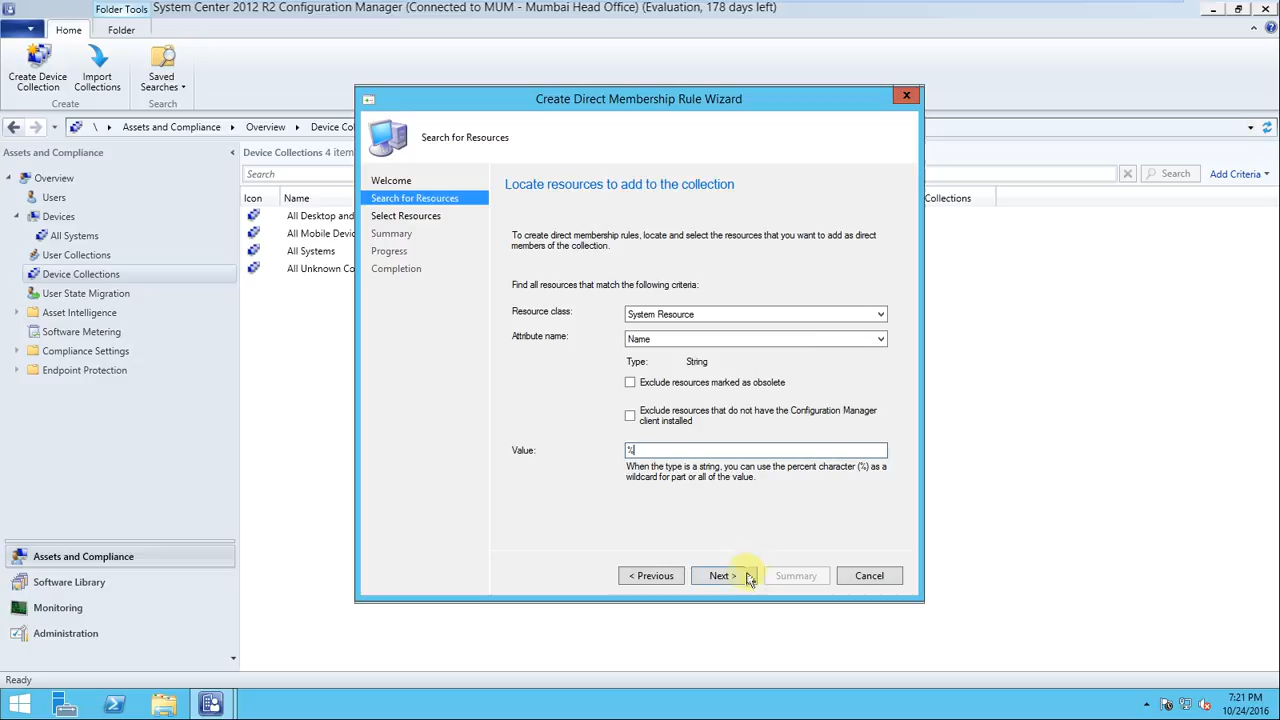 Folder Tools
System Center 2012 R2 Configuration Manager (Connected to MUM - Mumbai Head Office) (Evaluation, 178 days left)
Home
Folder
Create Device
Collection
Import
Collections
Saved
Searches
Create
Search
\
Assets and Compliance
Overview
Device Col
Assets and Compliance
Overview
Users
Devices
All Systems
User Collections
Device Collections
User State Migration
Asset Intelligence
Software Metering
Compliance Settings
Endpoint Protection
Assets and Compliance
Software Library
Monitoring
Administration
Device Collections 4 item
Search
Search
Add Criteria
Icon
Name
Collections
All Desktop and
All Mobile Devi
All Systems
All Unknown Co
Create Direct Membership Rule Wizard
Search for Resources
Welcome
Search for Resources
Select Resources
Summary
Progress
Completion
Locate resources to add to the collection
To create direct membership rules, locate and select the resources that you want to add as direct
members of the collection.
Find all resources that match the following criteria:
Resource class:
System Resource
Attribute name:
Name
Type:
String
Exclude resources marked as obsolete
Exclude resources that do not have the Configuration Manager
client installed
Value:
%
When the type is a string, you can use the percent character (%) as a
wildcard for part or all of the value.
< Previous
Next >
Summary
Cancel
Ready
7:21 PM
10/24/2016